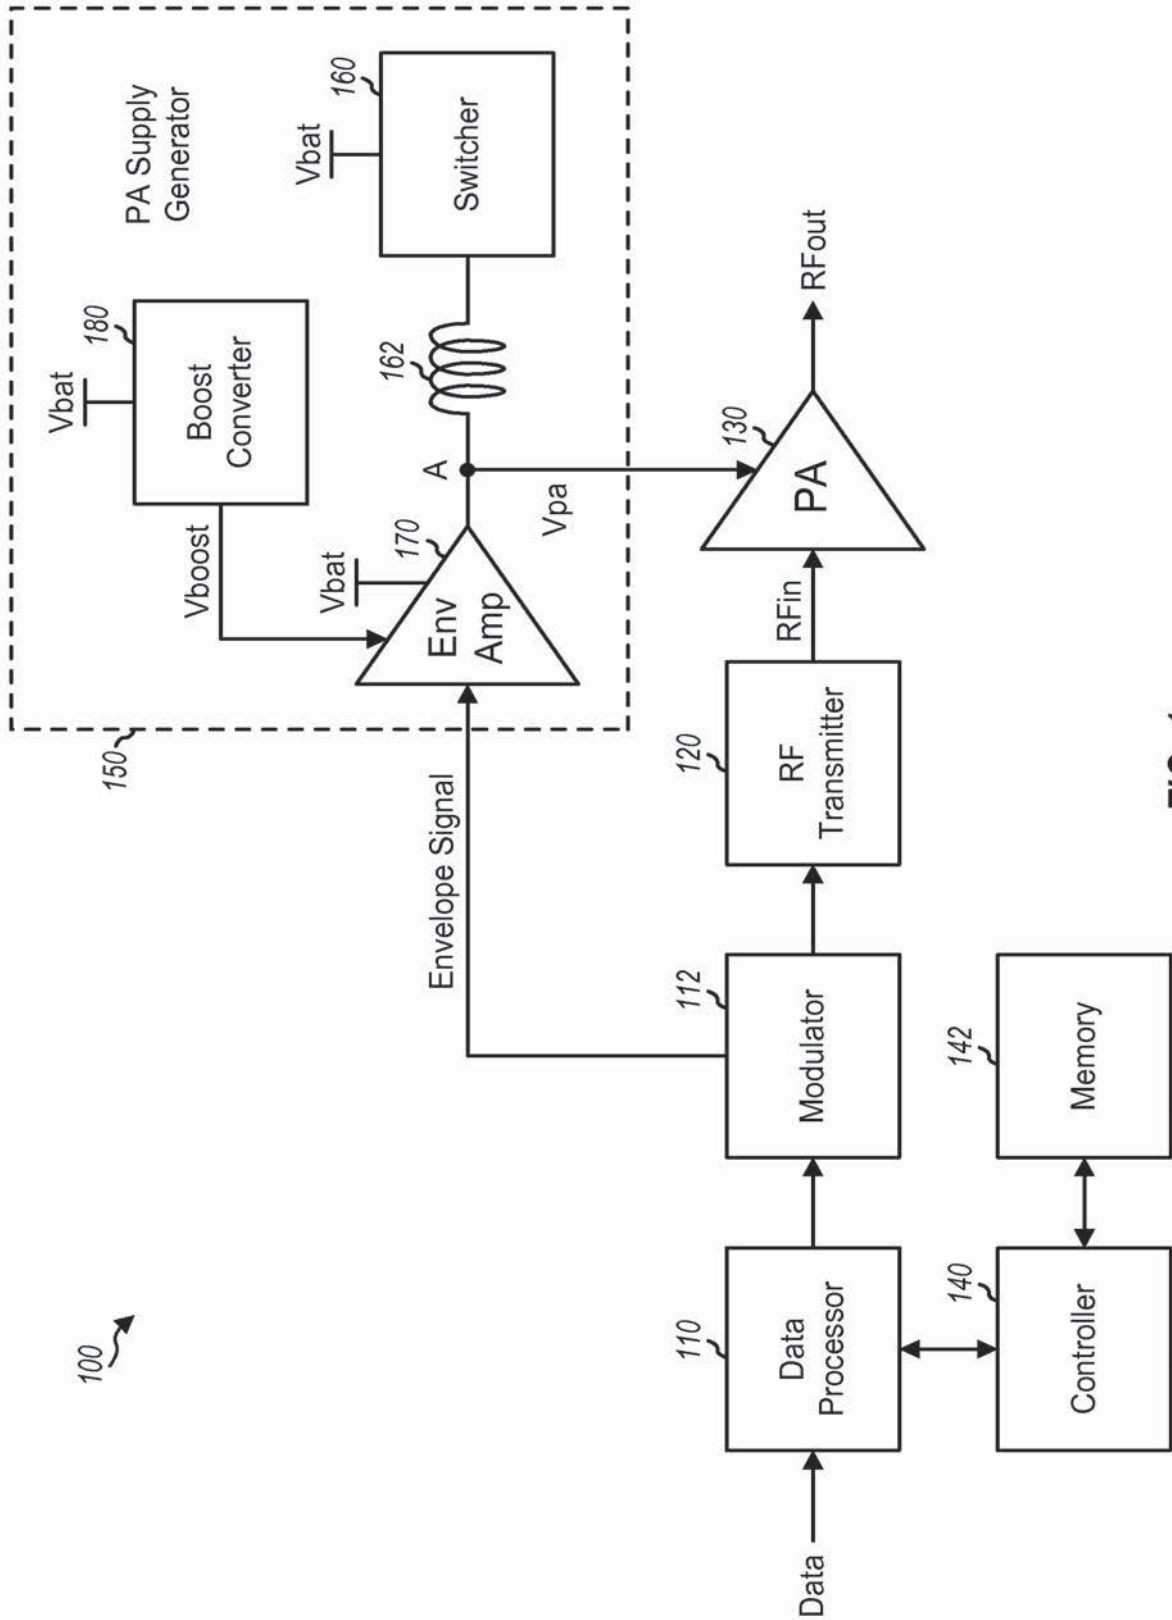 100
150
PA Supply
Generator
Vbat
180
Boost
Converter
Vboost
Vbat
160
Switcher
Vbat
170
Env
Amp
A
162
Vpa
Envelope Signal
Data
110
Data
Processor
112
Modulator
120
RF
Transmitter
RFin
130
PA
RFout
140
Controller
142
Memory